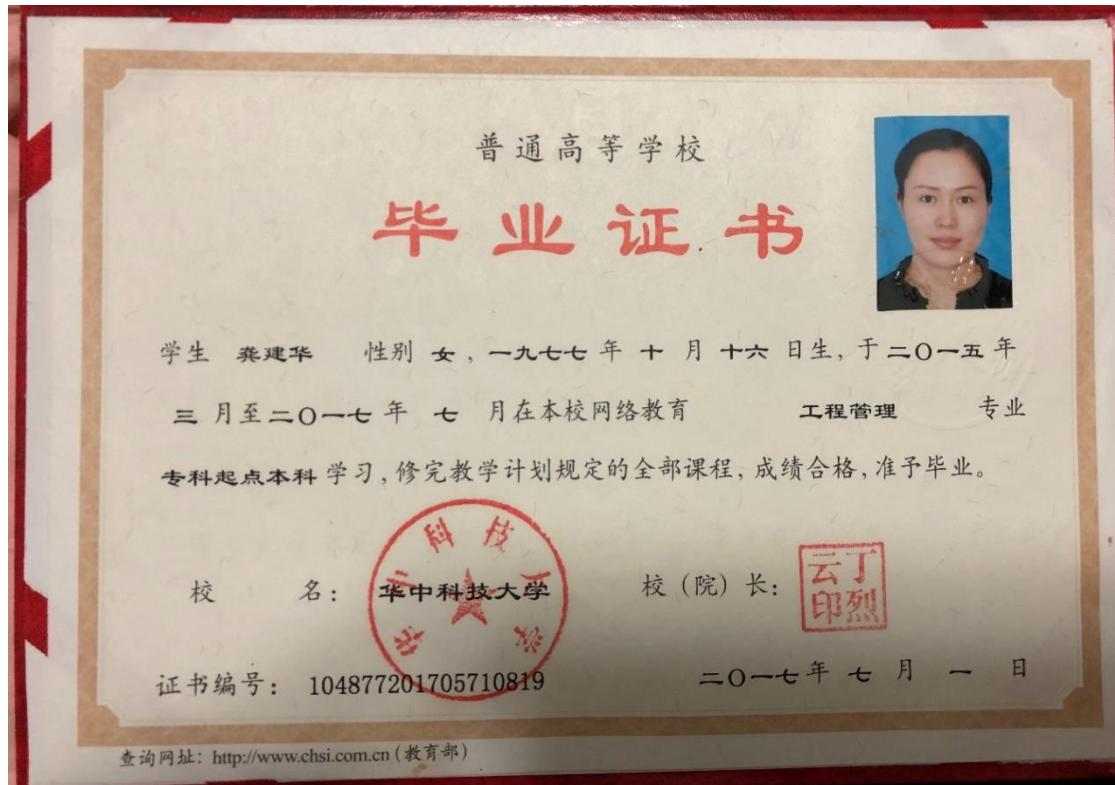 普通高等学校
毕业证书
学生 龚建华 性别 女, 一九七七 年 十 月 十六 日生, 于 二〇一五 年
三 月至 二〇一七 年 七 月在本校网络教育 工程管理 专业
专科起点本科 学习, 修完教学计划规定的全部课程, 成绩合格, 准予毕业。
校 名: 华中科技大学 校 (院) 长: 丁烈云印
证书编号: 104877201705710819 二〇一七 年 七 月 一 日
查询网址: http://www.chsi.com.cn (教育部)